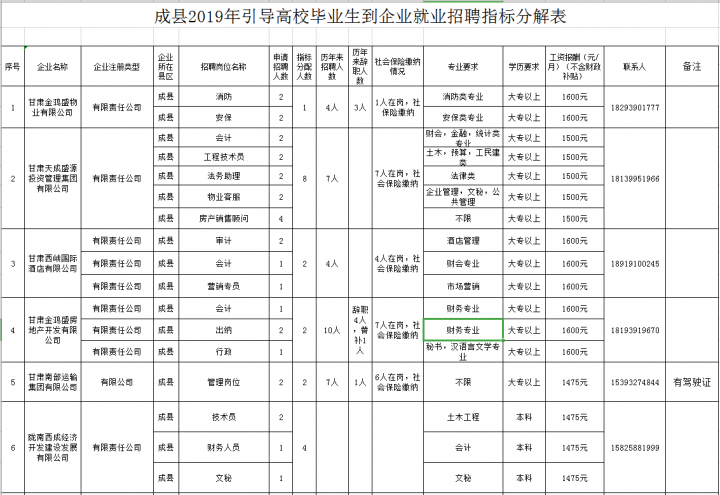 成县2019年引导高校毕业生到企业就业招聘指标分解表
序号 企业名称 企业注册类型 企业所在县区 招聘岗位名称 申请招聘人数 指标分配人数 历年来招聘人数 历年来辞职人数 社会保险缴纳情况 专业要求 学历要求 工资报酬（元/月）（不含财政补贴） 联系人 备注
1 甘肃金鸿盛物业有限公司 有限责任公司 成县 消防 2 1 4人 3人 1人在岗，社会保险缴纳 消防类专业 大专以上 1600元 18293901777
成县 安保 2 安保类专业 大专以上 1600元
2 甘肃天成盛源投资管理集团有限公司 有限责任公司 成县 会计 2 8 7人 7人在岗，社会保险缴纳 财会，金融，统计类专业 大专以上 1500元 18139951966
成县 工程技术员 2 土木，预算，工民建类 大专以上 1500元
成县 法务助理 2 法律类 大专以上 1500元
成县 物业客服 2 企业管理，文秘，公共管理 大专以上 1500元
成县 房产销售顾问 4 不限 大专以上 1500元
3 甘肃西峡国际酒店有限公司 有限责任公司 成县 审计 2 2 4人 4人在岗，社会保险缴纳 酒店管理 大专以上 1600元 18919100245
有限责任公司 成县 会计 1 财会专业 大专以上 1600元
有限责任公司 成县 营销专员 1 市场营销 大专以上 1600元
4 甘肃金鸿盛房地产开发有限公司 有限责任公司 成县 会计 1 2 10人 辞职4人，替补1人 7人在岗，社会保险缴纳 财务专业 大专以上 1600元 18193919670
有限责任公司 成县 出纳 2 财务专业 大专以上 1600元
有限责任公司 成县 行政 1 秘书，汉语言文学专业 大专以上 1600元
5 甘肃南部运输集团有限公司 有限公司 成县 管理岗位 2 2 7人 1人 6人在岗，社会保险缴纳 不限 大专以上 1475元 15393274844 有驾驶证
6 陇南西成经济开发建设发展有限公司 有限责任公司 成县 技术员 2 4 土木工程 本科 1475元 15825881999
成县 财务人员 1 会计 本科 1475元
成县 文秘 1 文秘 本科 1475元